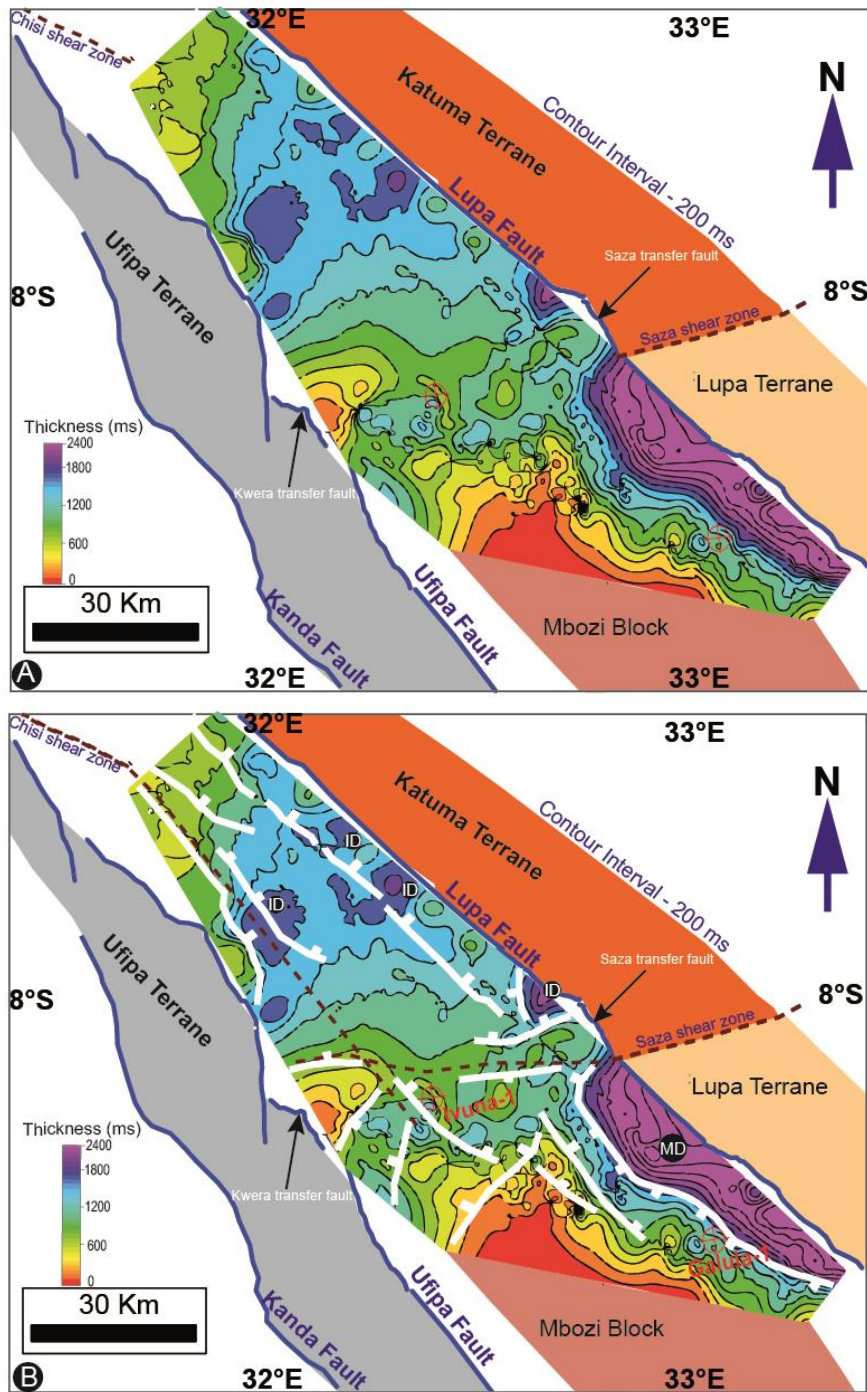 32°E
33°E
Chisi shear zone
N
Katuma Terrane
Contour Interval - 200 ms
Lupa Fault
Saza transfer fault
Ufipa Terrane
8°S
8°S
Saza shear zone
Lupa Terrane
Thickness (ms)
2400
1800
1200
600
0
Kwera transfer fault
30 Km
Kanda Fault
Ufipa Fault
Mbozi Block
A
32°E
33°E
32°E
33°E
Chisi shear zone
N
Katuma Terrane
Contour Interval - 200 ms
ID
ID
ID
Lupa Fault
Saza transfer fault
Ufipa Terrane
8°S
ID
8°S
Saza shear zone
Ivuna-1
Lupa Terrane
Thickness (ms)
2400
1800
1200
600
0
MD
Kwera transfer fault
Galula-1
30 Km
Kanda Fault
Ufipa Fault
Mbozi Block
B
32°E
33°E